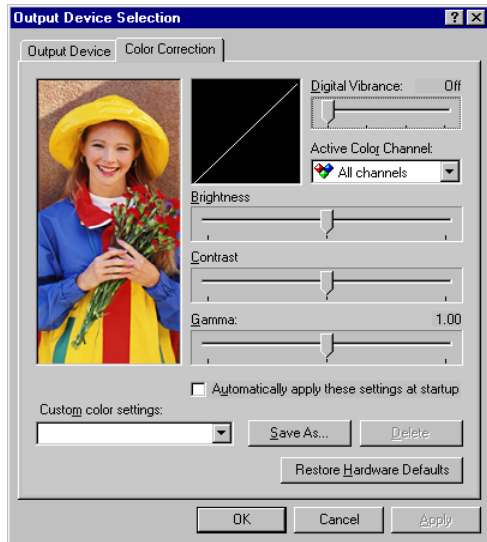 Output Device Selection
Output Device
Color Correction
Digital Vibrance: Off
Active Color Channel:
All channels
Brightness
Contrast
Gamma: 1.00
Automatically apply these settings at startup
Custom color settings:
Save As...
Delete
Restore Hardware Defaults
OK
Cancel
Apply